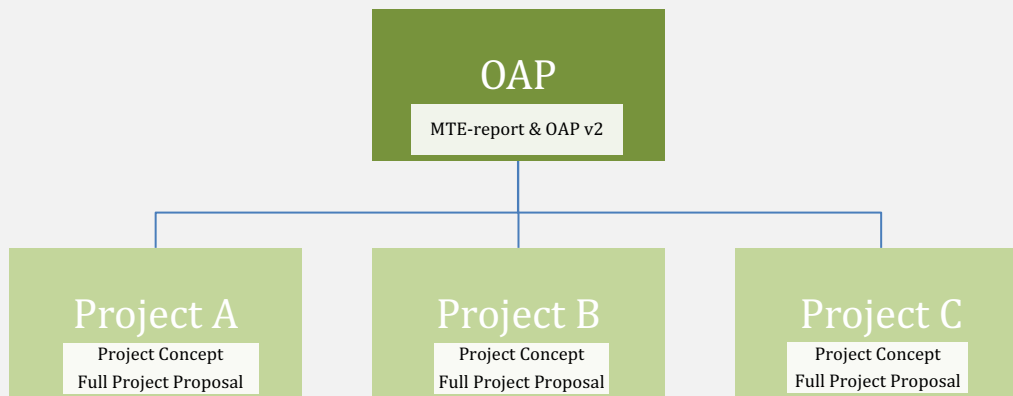 OAP
MTE-report & OAP v2
Project A
Project Concept
Full Project Proposal
Project B
Project Concept
Full Project Proposal
Project C
Project Concept
Full Project Proposal